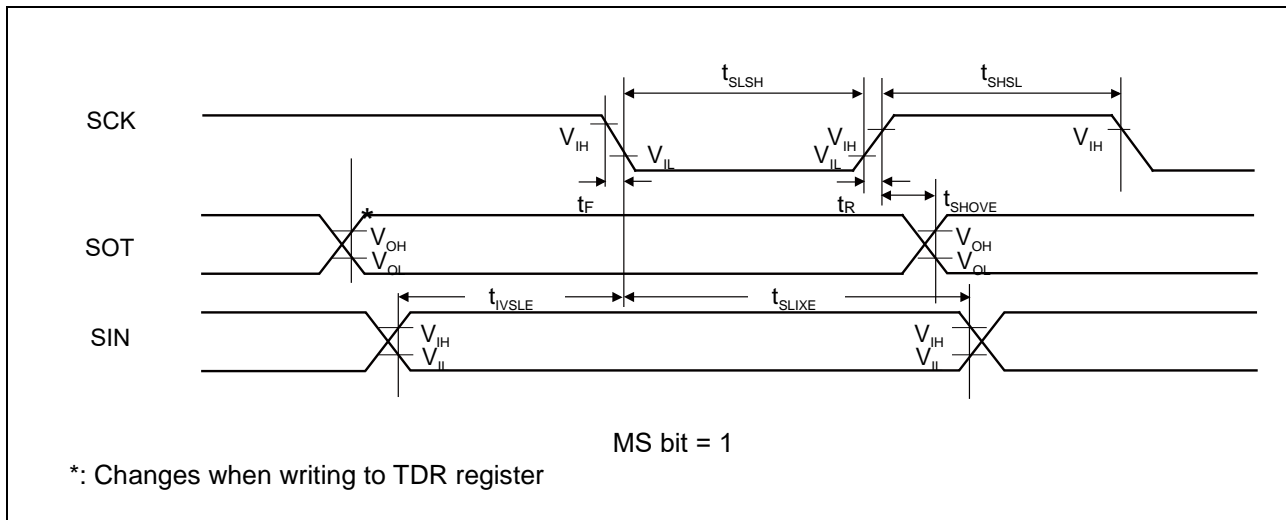 tSLSH
tSHSL
SCK
VIH
VIL
VIH
VIL
VIH
tF
tR
tSHOVE
*
SOT
VOH
VOL
VOH
VOL
tIVSLE
tSLIXE
SIN
VIH
VIL
VIH
VIL
MS bit = 1
*: Changes when writing to TDR register